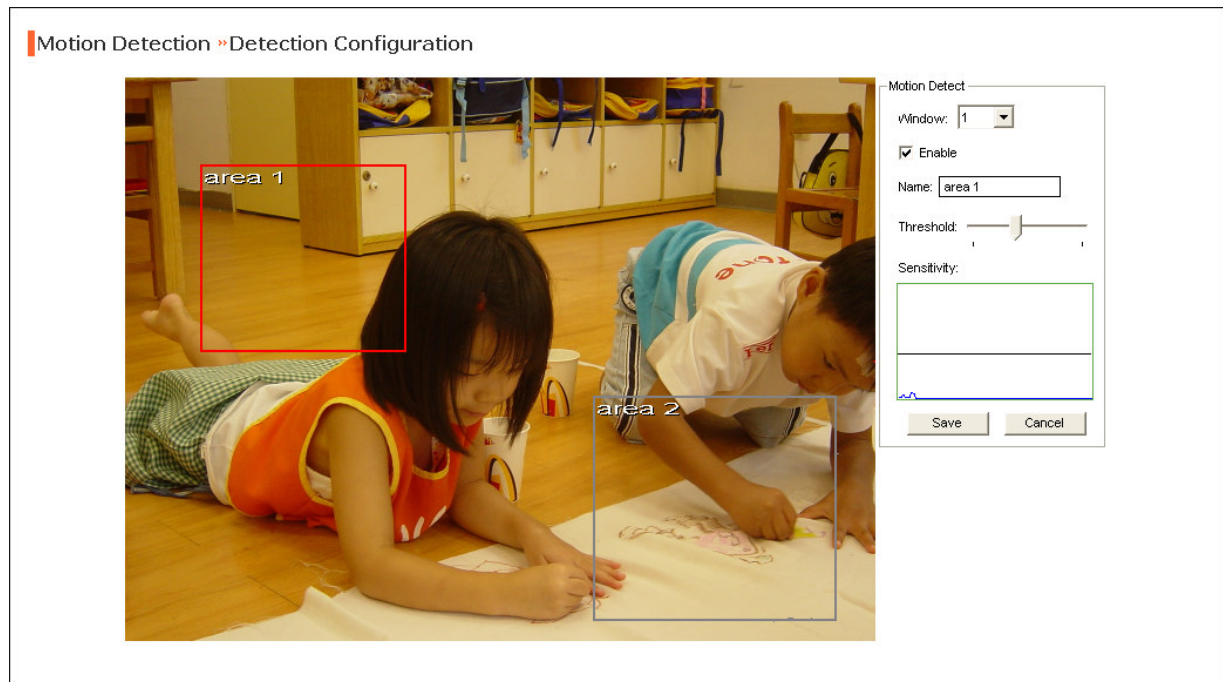 Motion Detection » Detection Configuration
Motion Detect
Window: 1
Enable
Name: area 1
Threshold:
Sensitivity:
Save Cancel
area 1
area 2
Tone